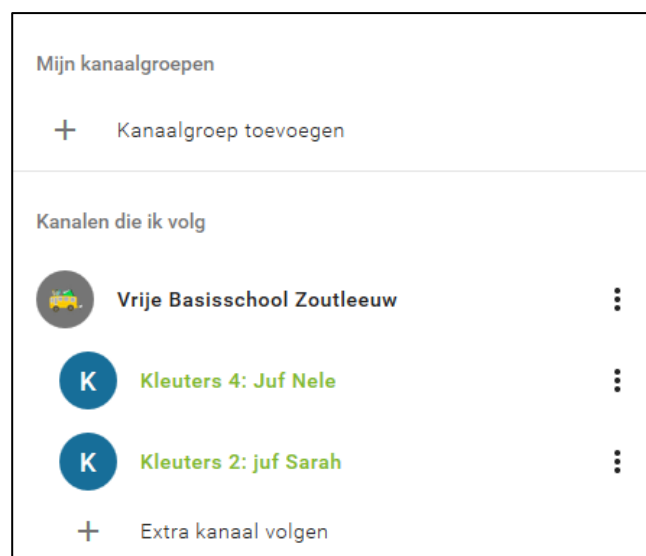 Mijn kanaalgroepen
+ Kanaalgroep toevoegen
Kanalen die ik volg
Vrije Basisschool Zoutleeuw
K Kleuters 4: Juf Nele
K Kleuters 2: juf Sarah
+ Extra kanaal volgen